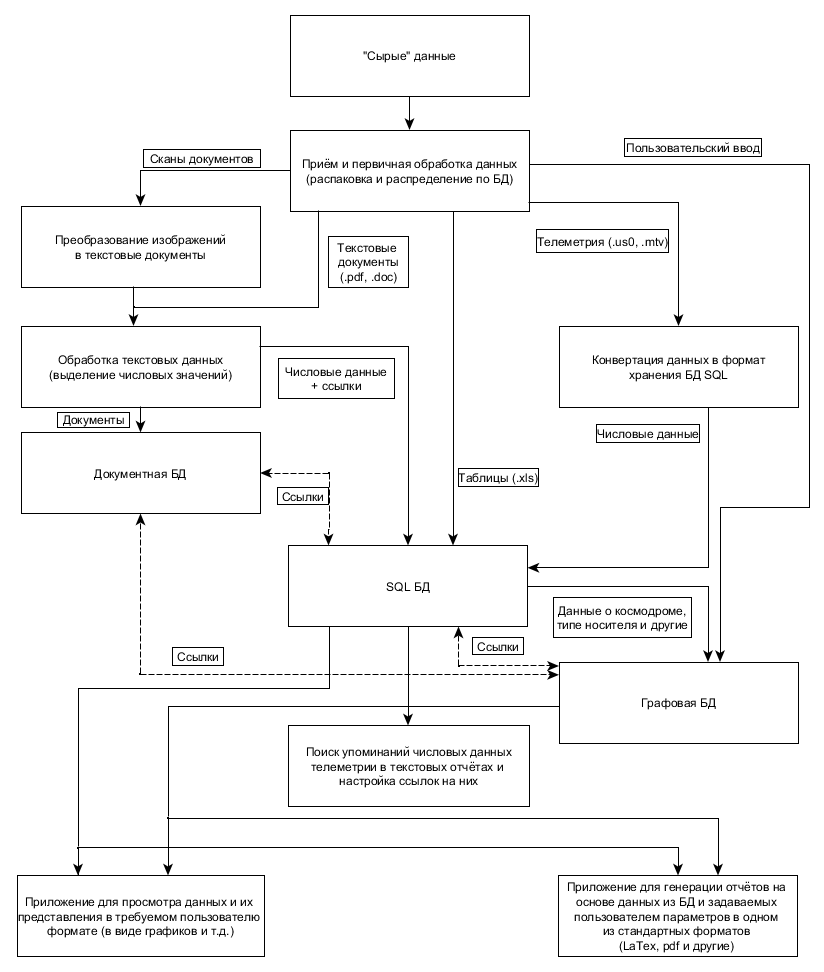 "Сырые" данные
Приём и первичная обработка данных
(распаковка и распределение по БД)
Сканы документов
Пользовательский ввод
Преобразование изображений
в текстовые документы
Текстовые
документы
(.pdf, .doc)
Телеметрия (.us0, .mtv)
Обработка текстовых данных
(выделение числовых значений)
Числовые данные
+ ссылки
Конвертация данных в формат
хранения БД SQL
Документы
Числовые данные
Документная БД
Таблицы (.xls)
Ссылки
SQL БД
Данные о космодроме,
типе носителя и другие
Ссылки
Ссылки
Графовая БД
Поиск упоминаний числовых данных
телеметрии в текстовых отчётах и
настройка ссылок на них
Приложение для просмотра данных и их
представления в требуемом пользователю
формате (в виде графиков и т.д.)
Приложение для генерации отчётов на
основе данных из БД и задаваемых
пользователем параметров в одном
из стандартных форматов
(LaTex, pdf и другие)